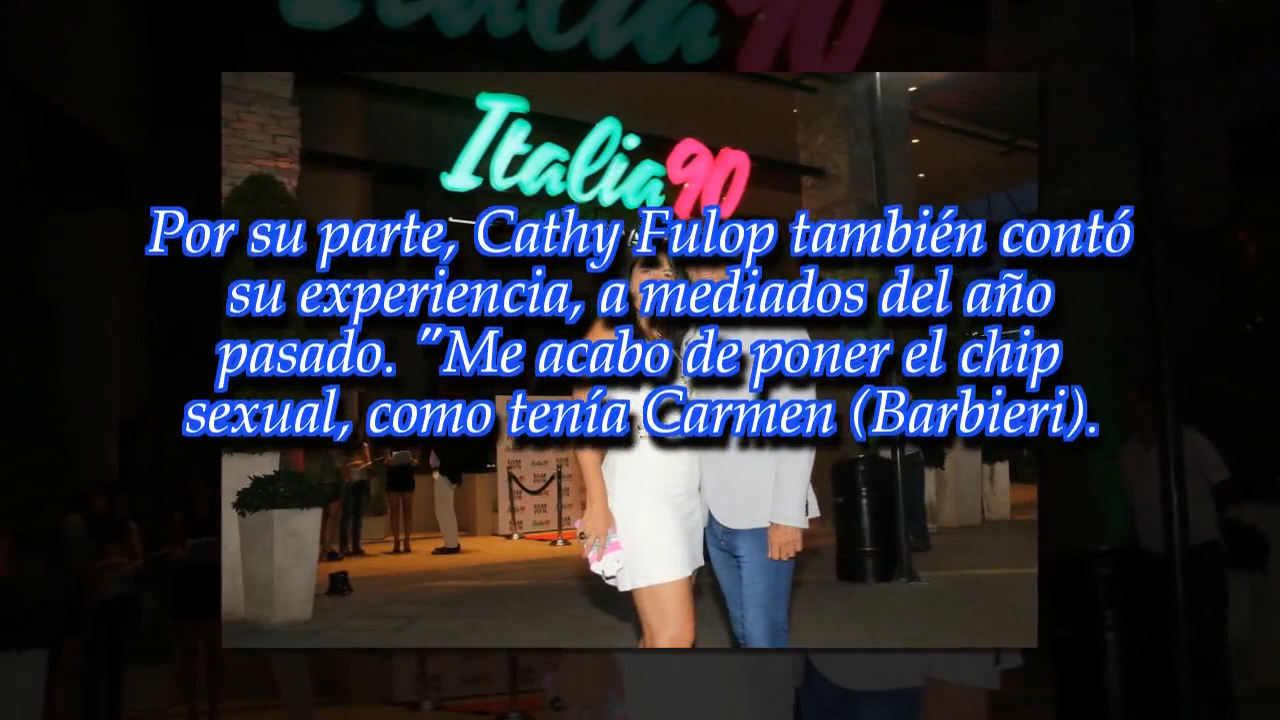 Italia90
Italia90
Por su parte, Cathy Fulop también contó
su experiencia, a mediados del año
pasado. "Me acabo de poner el chip
sexual, como tenía Carmen (Barbieri).